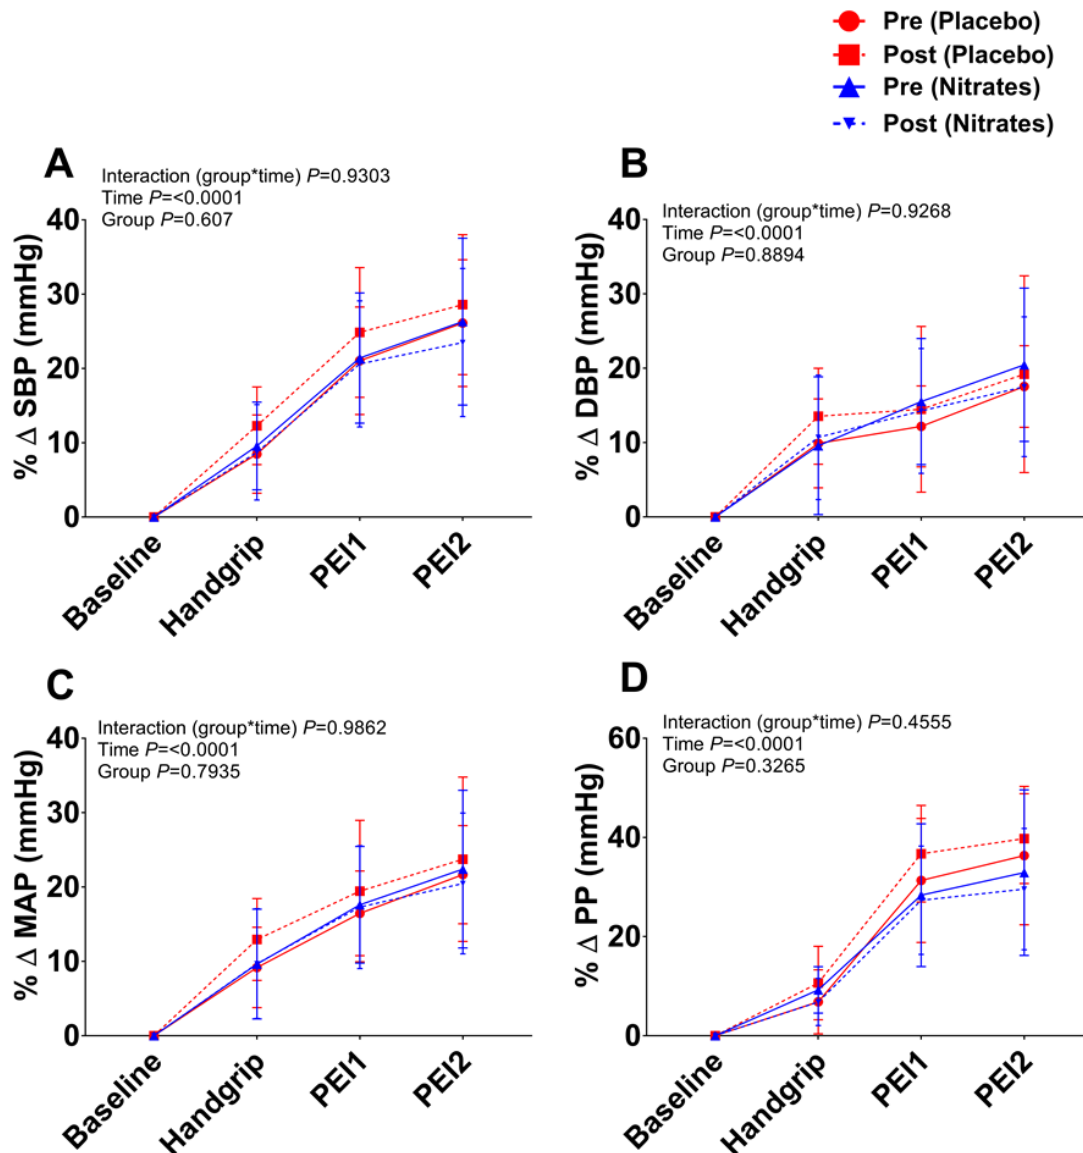 Pre (Placebo)
Post (Placebo)
Pre (Nitrates)
Post (Nitrates)
A
Interaction (group*time) P=0.9303
Time P=<0.0001
Group P=0.607
% Δ SBP (mmHg)
40
30
20
10
0
Baseline
Handgrip
PEI1
PEI2
B
Interaction (group*time) P=0.9268
Time P=<0.0001
Group P=0.8894
% Δ DBP (mmHg)
40
30
20
10
0
Baseline
Handgrip
PEI1
PEI2
C
Interaction (group*time) P=0.9862
Time P=<0.0001
Group P=0.7935
% Δ MAP (mmHg)
40
30
20
10
0
Baseline
Handgrip
PEI1
PEI2
D
Interaction (group*time) P=0.4555
Time P=<0.0001
Group P=0.3265
% Δ PP (mmHg)
60
40
20
0
Baseline
Handgrip
PEI1
PEI2